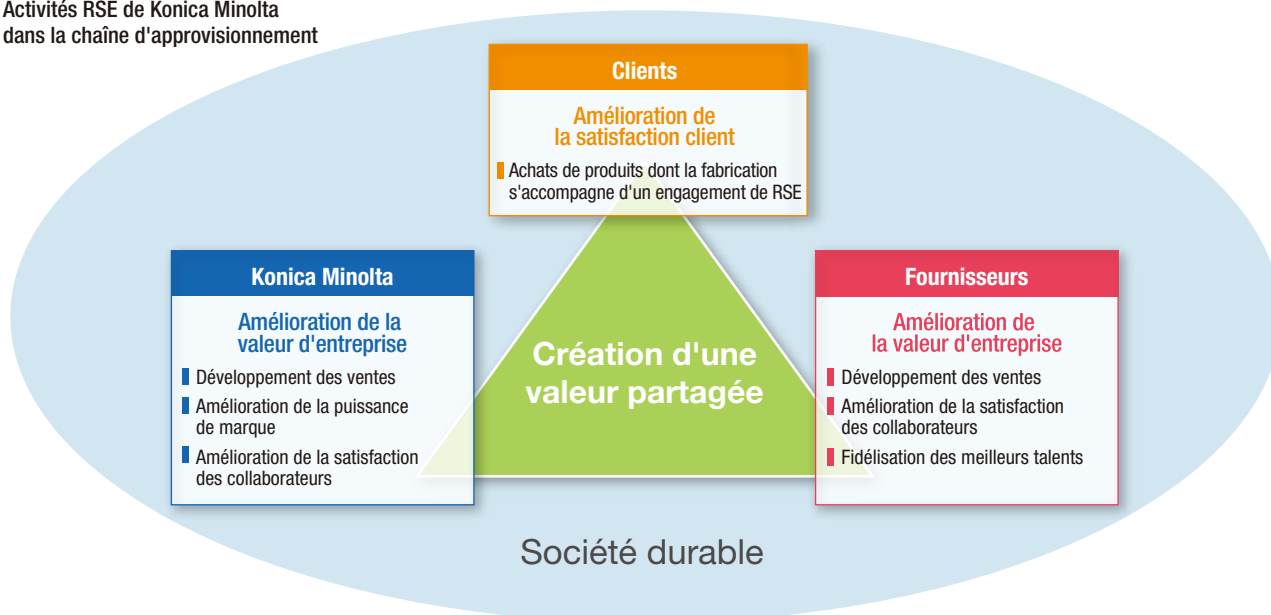 Activités RSE de Konica Minolta
dans la chaîne d'approvisionnement
Clients
Amélioration de
la satisfaction client
Achats de produits dont la fabrication
s'accompagne d'un engagement de RSE
Konica Minolta
Amélioration de la
valeur d'entreprise
Développement des ventes
Amélioration de la puissance
de marque
Amélioration de la satisfaction
des collaborateurs
Création d'une
valeur partagée
Fournisseurs
Amélioration de
la valeur d'entreprise
Développement des ventes
Amélioration de la satisfaction
des collaborateurs
Fidélisation des meilleurs talents
Société durable